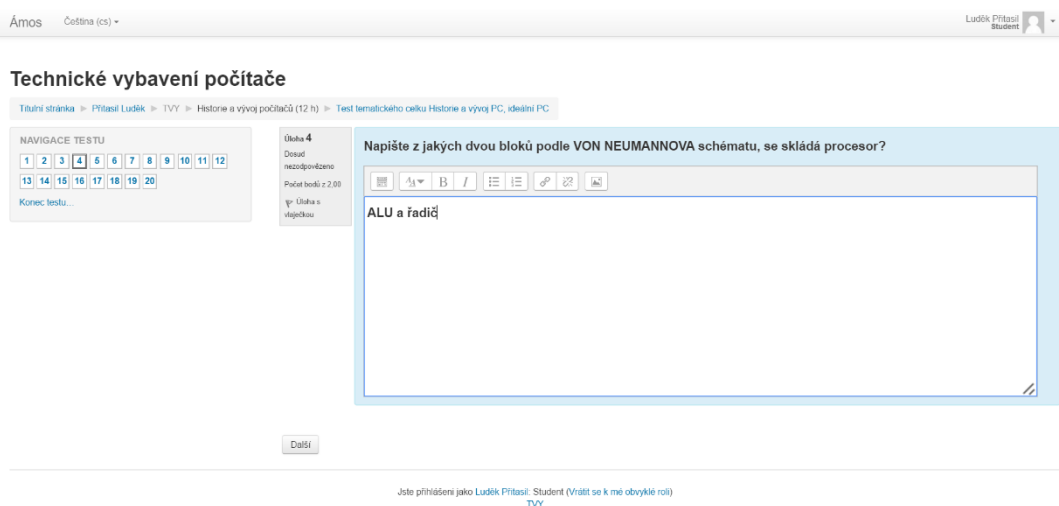 Ámos Čeština (cs)
Luděk Přitasil
Student
Technické vybavení počítače
Titulní stránka Přitasil Luděk TVY Historie a vývoj počítačů (12 h) Test tematického celku Historie a vývoj PC, ideální PC
NAVIGACE TESTU
1 2 3 4 5 6 7 8 9 10 11 12
13 14 15 16 17 18 19 20
Konec testu...
Úloha 4
Dosud
nezodpovězeno
Počet bodů z 2,00
Úloha s
vlaječkou
Napište z jakých dvou bloků podle VON NEUMANNOVA schématu, se skládá procesor?
B I
ALU a řadič
Další
Jste přihlášeni jako Luděk Přitasil: Student (Vrátit se k mé obvyklé roli)
TVY